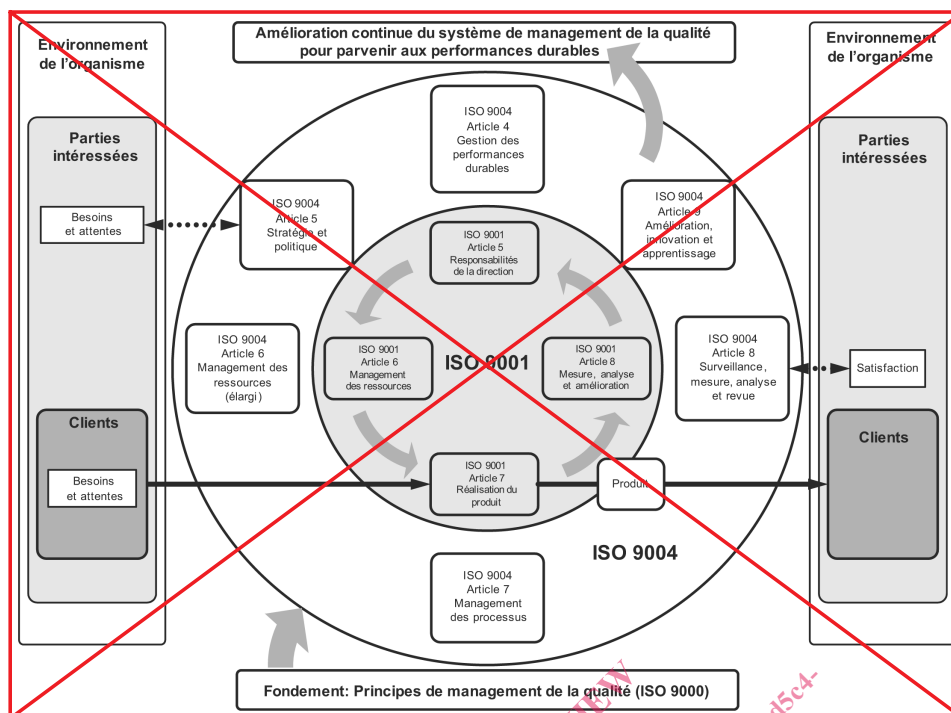 Amélioration continue du système de management de la qualité
pour parvenir aux performances durables
Environnement
de l'organisme
Parties
intéressées
Besoins
et attentes
Clients
Besoins
et attentes
ISO 9004
Article 4
Gestion des
performances
durables
ISO 9004
Article 5
Stratégie et
politique
ISO 9004
Article 9
Amélioration,
innovation et
apprentissage
ISO 9001
Article 5
Responsabilités
de la direction
ISO 9004
Article 6
Management des
ressources
(élargi)
ISO 9001
Article 6
Management
des ressources
ISO 9001
ISO 9001
Article 8
Mesure, analyse
et amélioration
ISO 9004
Article 8
Surveillance,
mesure, analyse
et revue
ISO 9001
Article 7
Réalisation du
produit
Produit
ISO 9004
ISO 9004
Article 7
Management
des processus
Environnement
de l'organisme
Parties
intéressées
Satisfaction
Clients
Fondement: Principes de management de la qualité (ISO 9000)